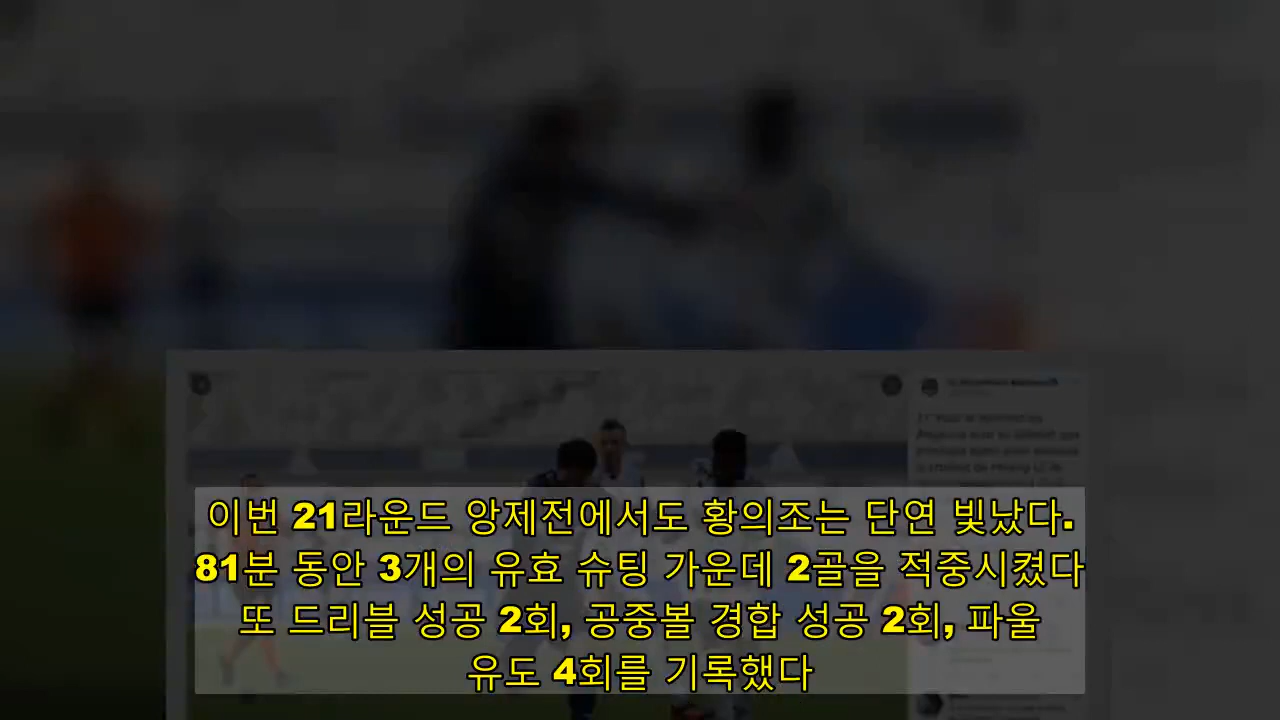 이번 21라운드 앙제전에서도 황의조는 단연 빛났다.
81분 동안 3개의 유효 슈팅 가운데 2골을 적중시켰다
또 드리블 성공 2회, 공중볼 경합 성공 2회, 파울
유도 4회를 기록했다